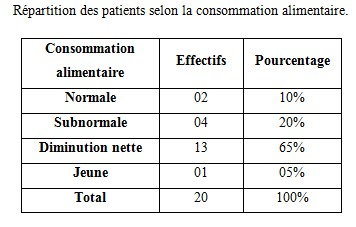 Répartition des patients selon la consommation alimentaire.
Consommation alimentaire Effectifs Pourcentage
Normale 02 10%
Subnormale 04 20%
Diminution nette 13 65%
Jeune 01 05%
Total 20 100%